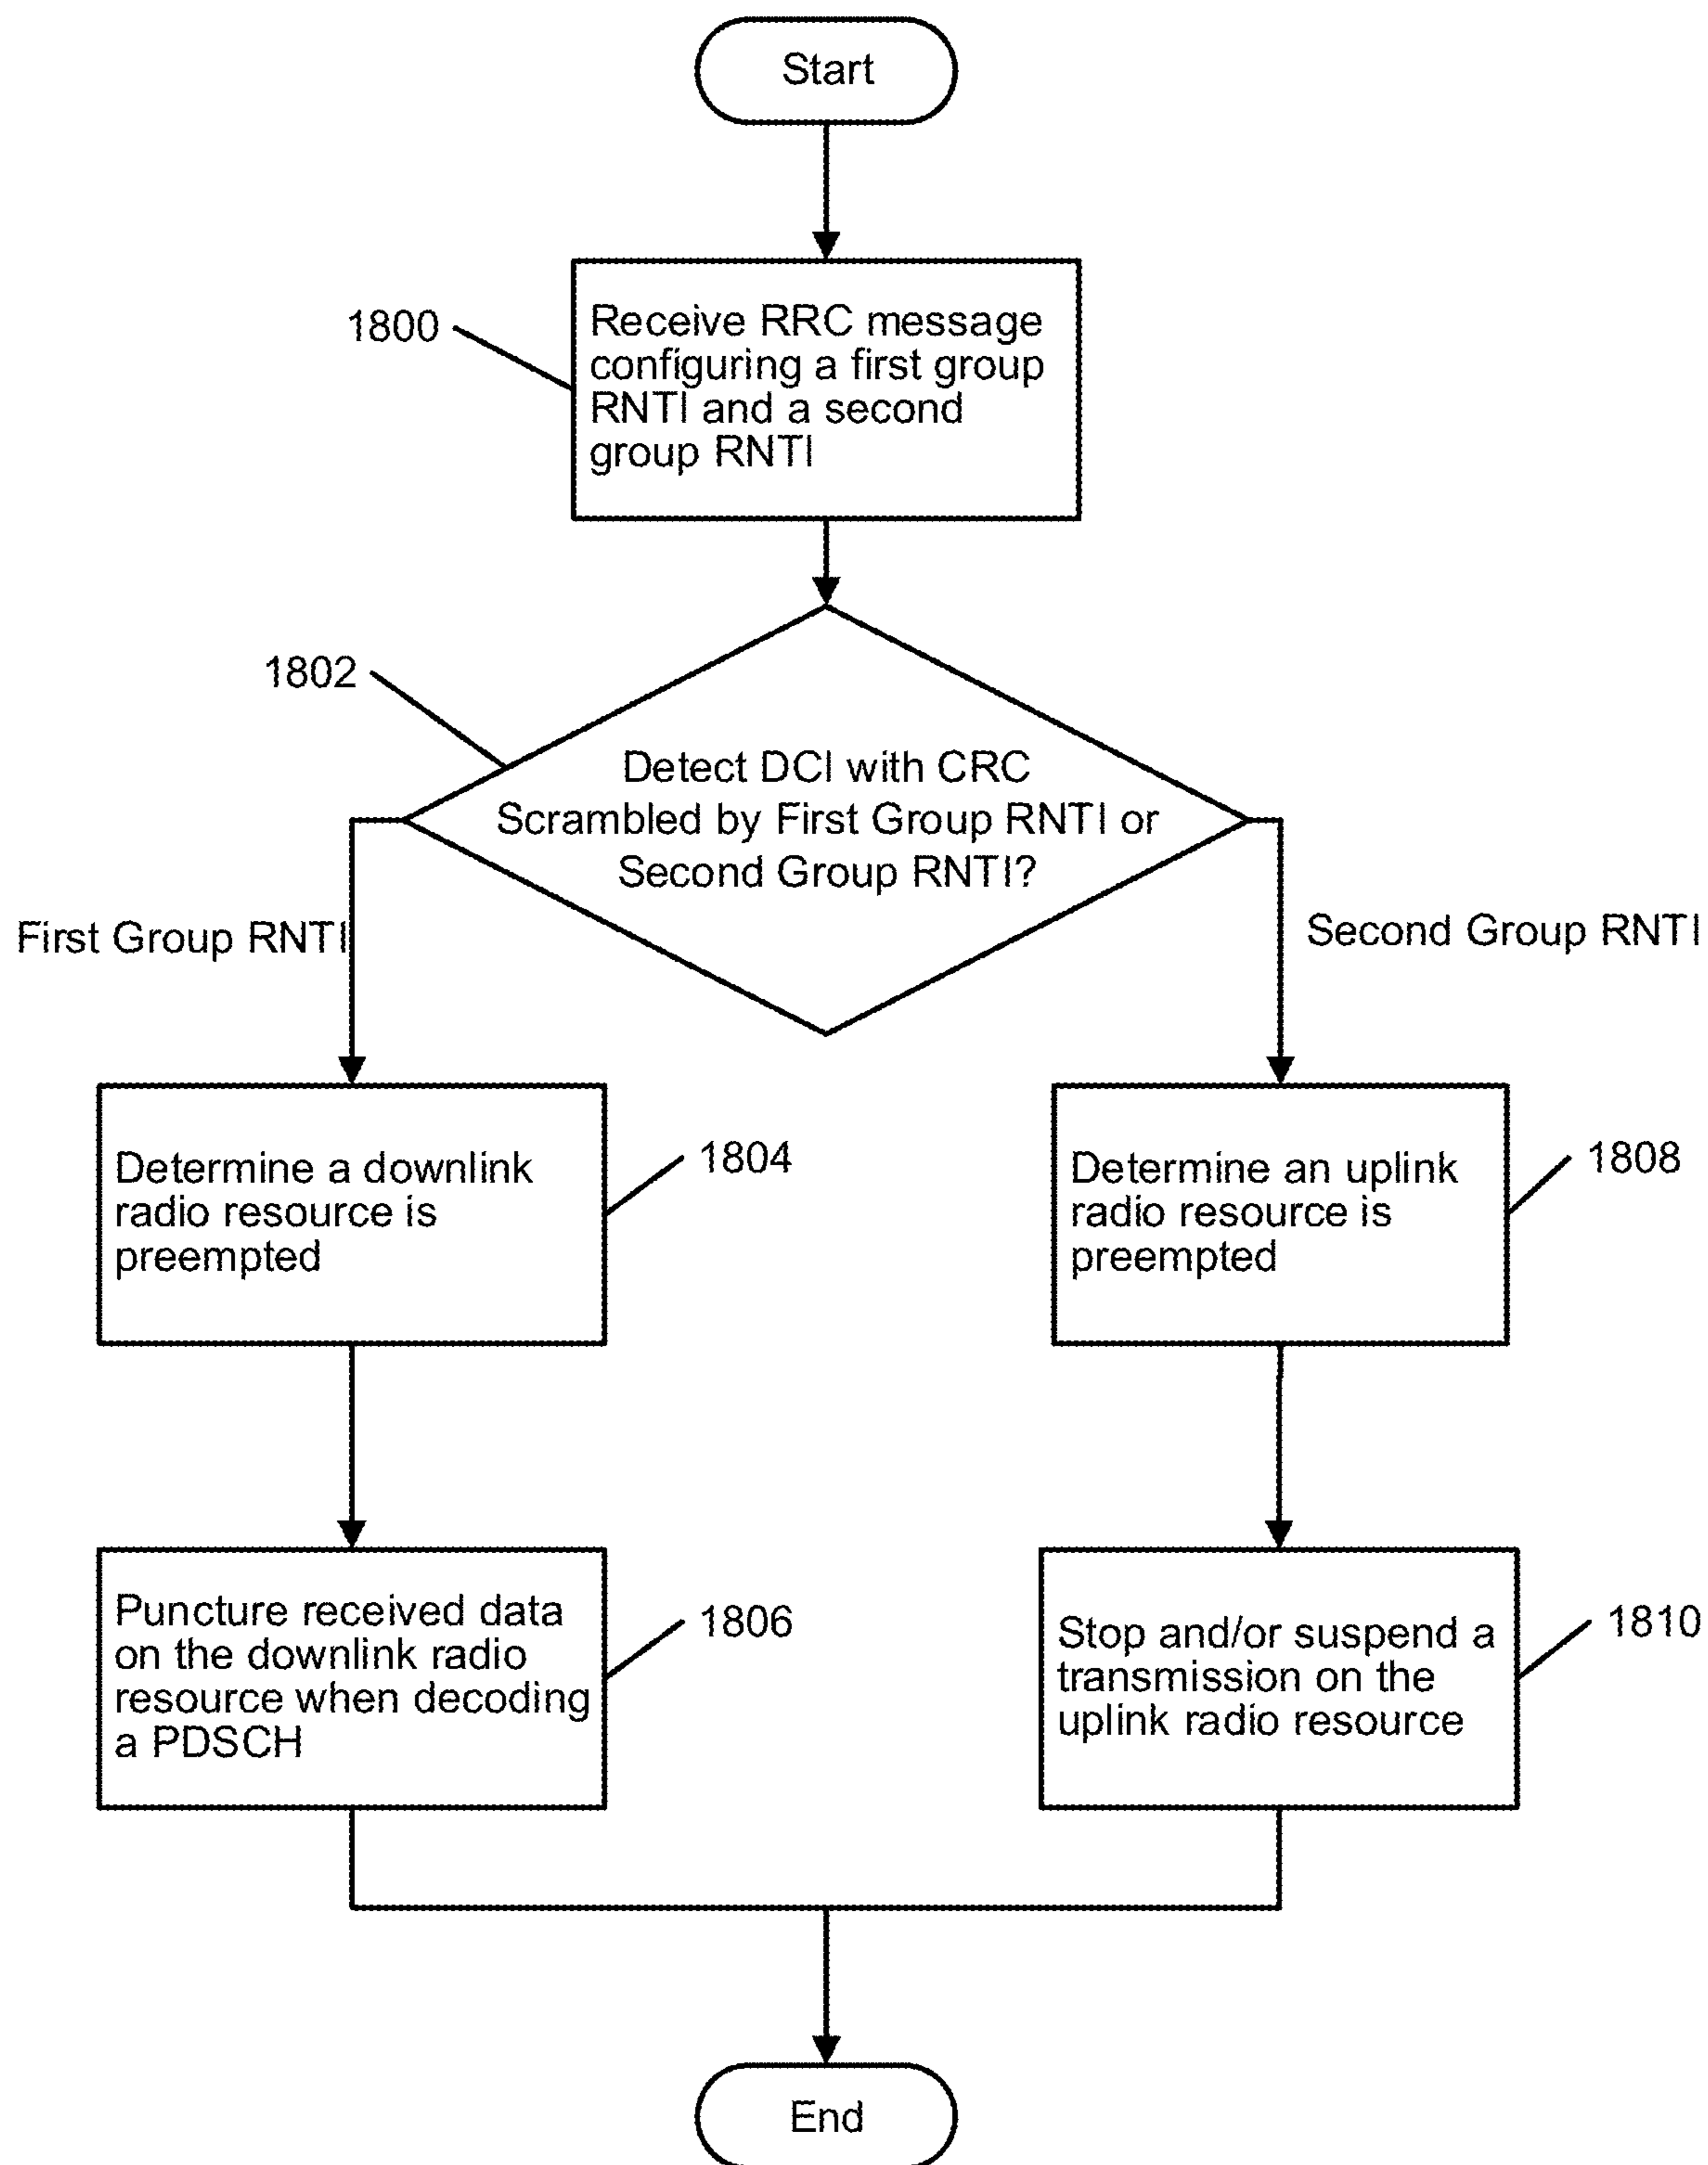 Start
1800
Receive RRC message
configuring a first group
RNTI and a second
group RNTI
1802
Detect DCI with CRC
Scrambled by First Group RNTI or
Second Group RNTI?
First Group RNTI
Second Group RNTI
Determine a downlink
radio resource is
preempted
1804
Determine an uplink
radio resource is
preempted
1808
Puncture received data
on the downlink radio
resource when decoding
a PDSCH
1806
Stop and/or suspend a
transmission on the
uplink radio resource
1810
End